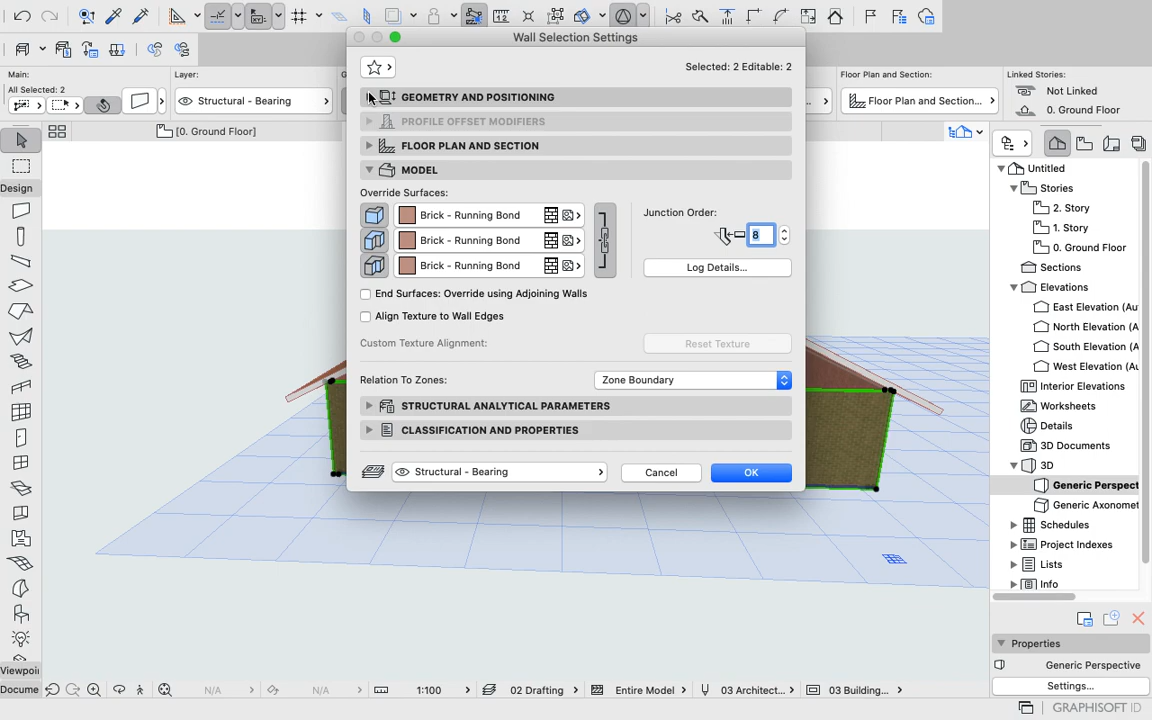 Wall Selection Settings
Main:
Layer:
Floor Plan and Section:
Linked Stories:
All Selected: 2
Structural - Bearing
Floor Plan and Section...
Not Linked
0. Ground Floor
[0. Ground Floor]
Selected: 2 Editable: 2
GEOMETRY AND POSITIONING
PROFILE OFFSET MODIFIERS
FLOOR PLAN AND SECTION
MODEL
Override Surfaces:
Brick - Running Bond
Brick - Running Bond
Brick - Running Bond
Junction Order:
8
Log Details...
End Surfaces: Override using Adjoining Walls
Align Texture to Wall Edges
Custom Texture Alignment:
Reset Texture
Relation To Zones:
Zone Boundary
STRUCTURAL ANALYTICAL PARAMETERS
CLASSIFICATION AND PROPERTIES
Structural - Bearing
Cancel
OK
Design
Viewpoi
Docume
Untitled
Stories
2. Story
1. Story
0. Ground Floor
Sections
Elevations
East Elevation (Au
North Elevation (A
South Elevation (A
West Elevation (Au
Interior Elevations
Worksheets
Details
3D Documents
3D
Generic Perspect
Generic Axonomet
Schedules
Project Indexes
Lists
Info
Properties
Generic Perspective
Settings...
N/A
N/A
1:100
02 Drafting
Entire Model
03 Architect...
03 Building...
GRAPHISOFT ID